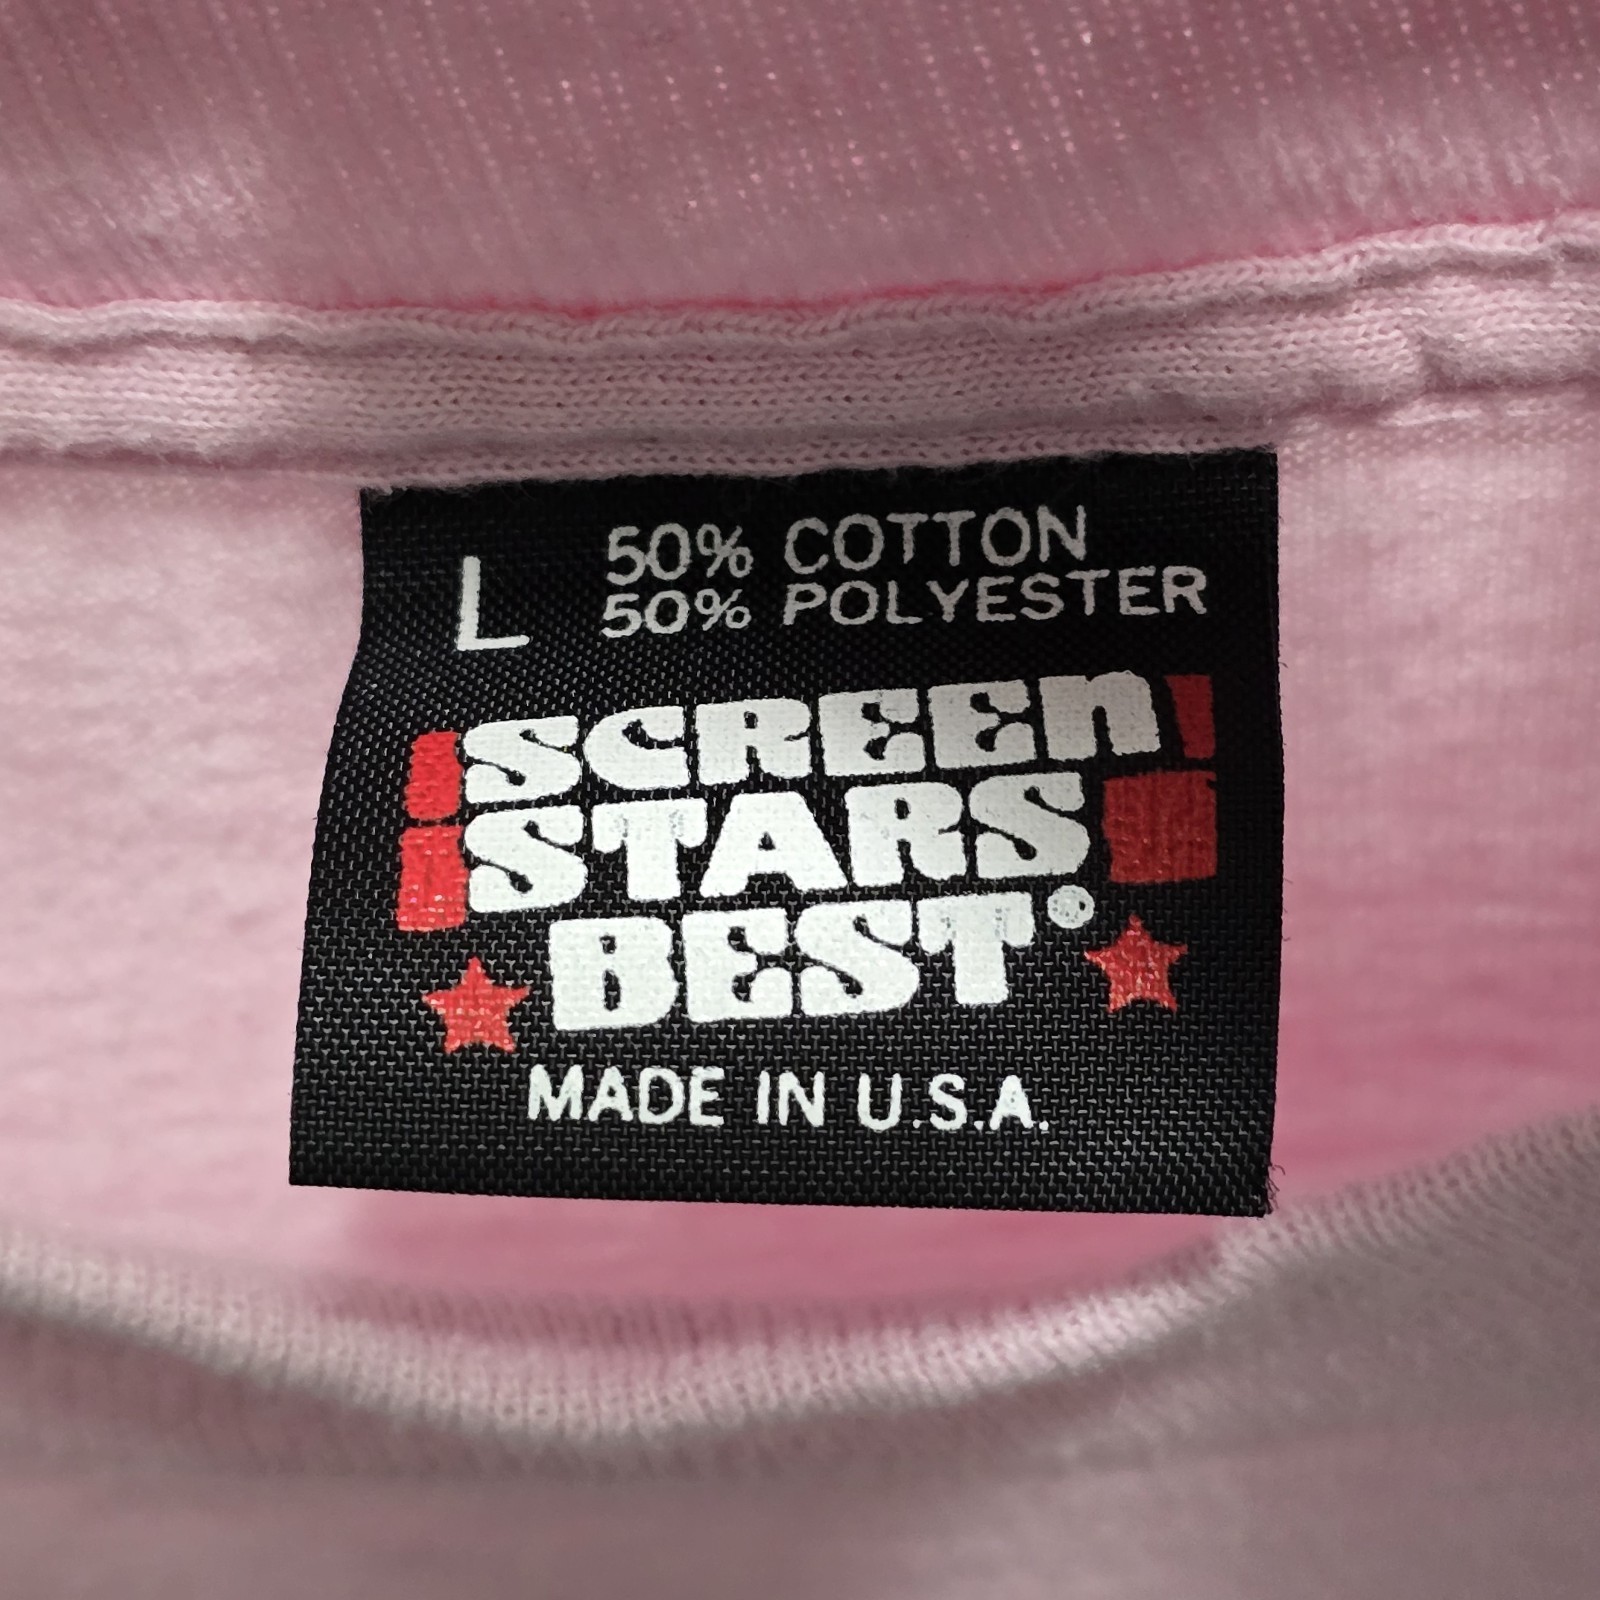 L 50% COTTON
50% POLYESTER
SCREEN
STARS
BEST®
MADE IN U.S.A.